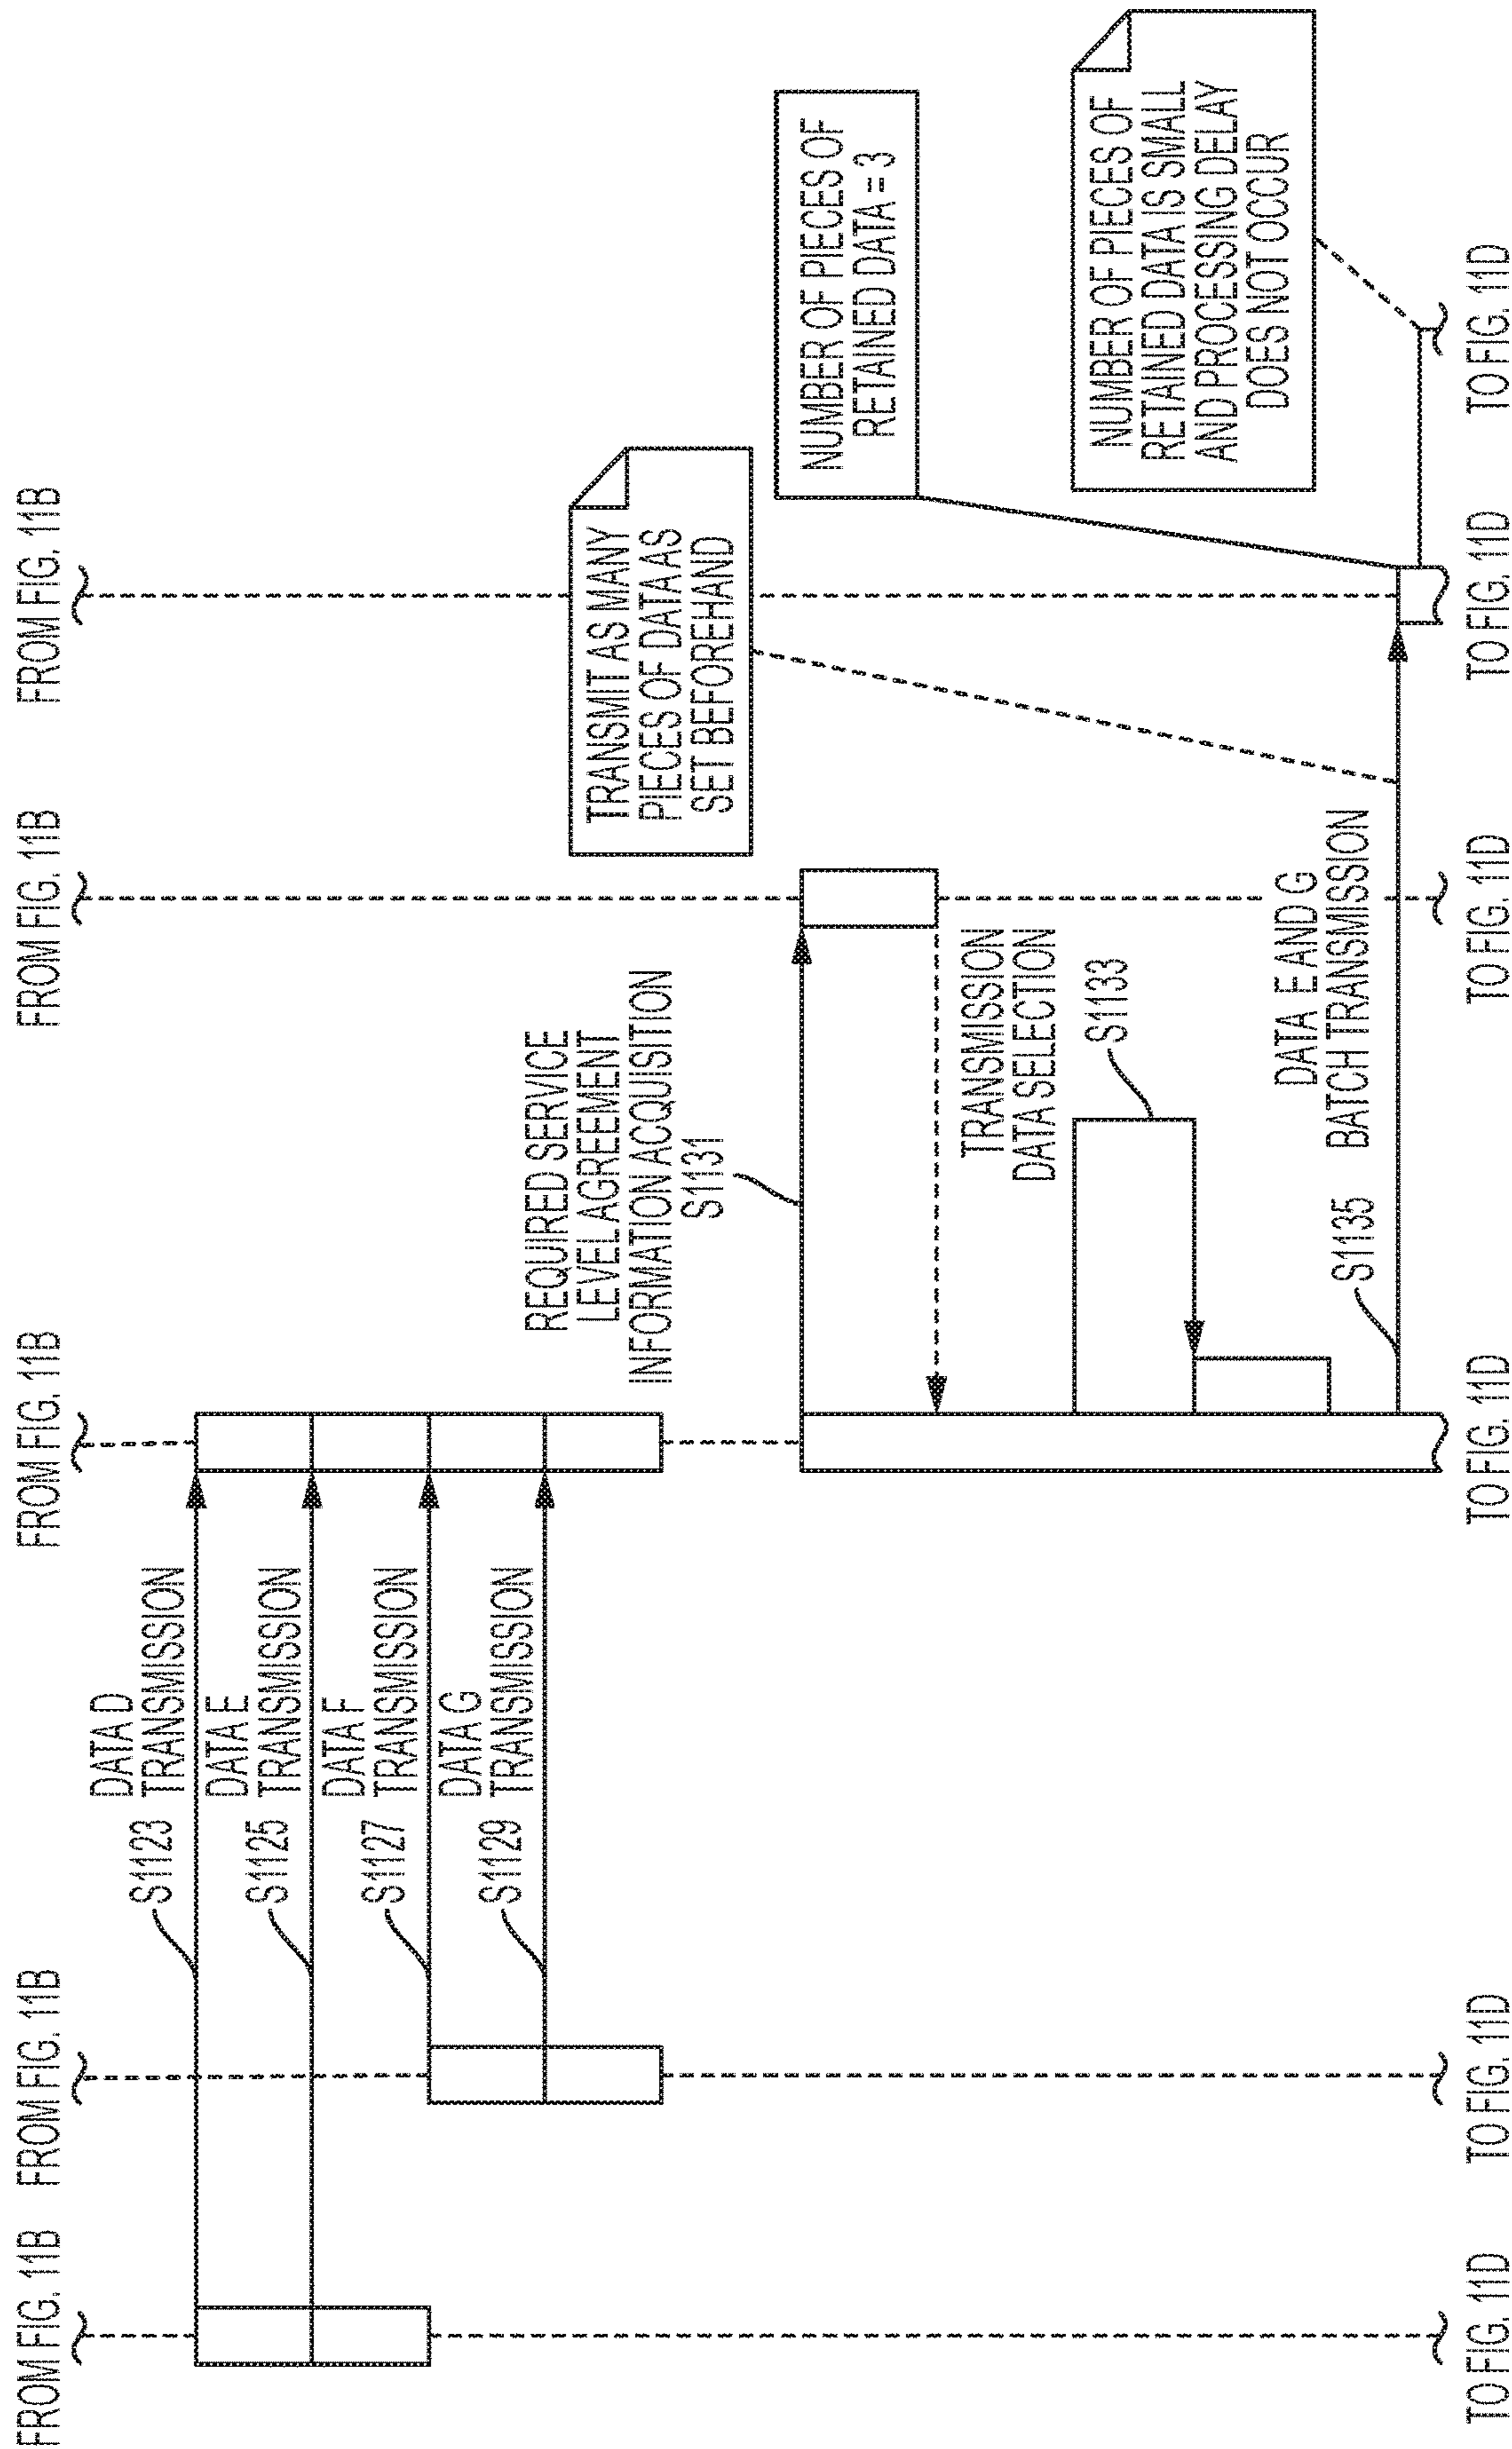 FROM FIG. 11B
FROM FIG. 11B
FROM FIG. 11B
FROM FIG. 11B
FROM FIG. 11B
DATA D
TRANSMISSION
S1123
DATA E
TRANSMISSION
S1125
DATA F
TRANSMISSION
S1127
DATA G
TRANSMISSION
S1129
REQUIRED SERVICE
LEVEL AGREEMENT
INFORMATION ACQUISITION
S1131
TRANSMIT AS MANY
PIECES OF DATA AS
SET BEFOREHAND
NUMBER OF PIECES OF
RETAINED DATA = 3
TRANSMISSION
DATA SELECTION
S1133
NUMBER OF PIECES OF
RETAINED DATA IS SMALL
AND PROCESSING DELAY
DOES NOT OCCUR
DATA E AND G
BATCH TRANSMISSION
S1135
TO FIG. 11D
TO FIG. 11D
TO FIG. 11D
TO FIG. 11D
TO FIG. 11D
TO FIG. 11D